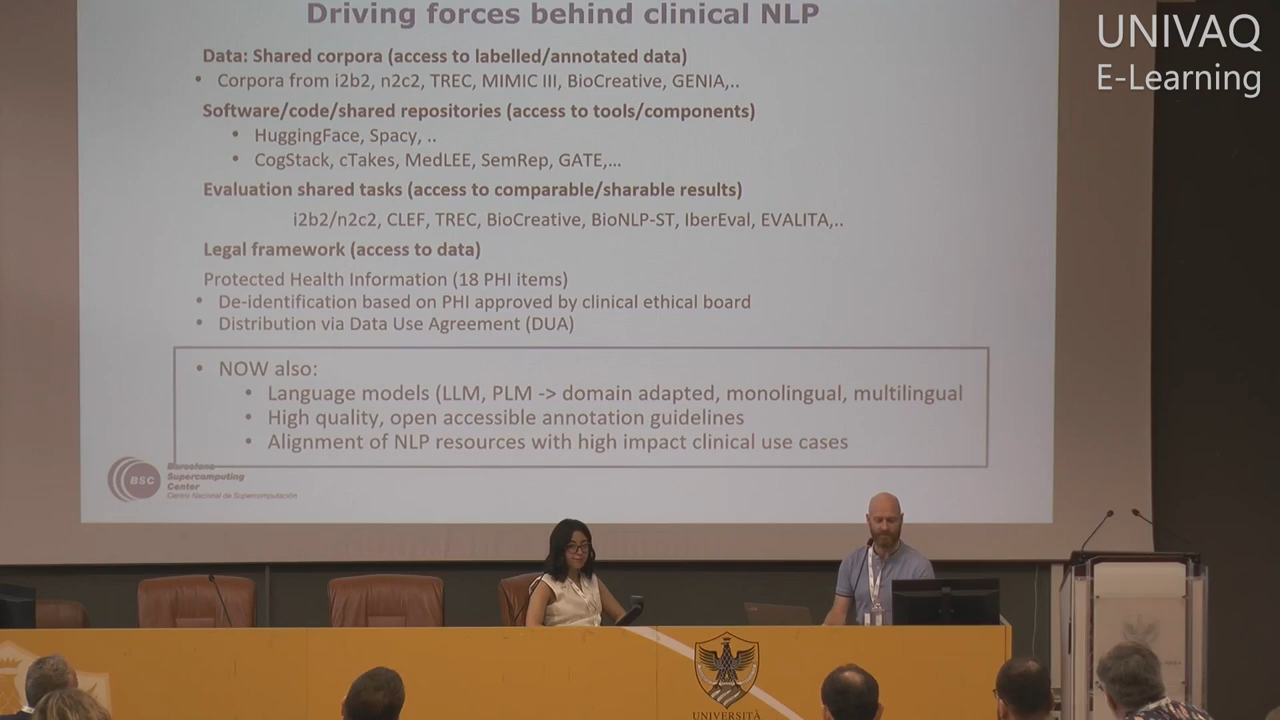 Driving forces behind clinical NLP
UNIVAQ
E-Learning
Data: Shared corpora (access to labelled/annotated data)
• Corpora from i2b2, n2c2, TREC, MIMIC III, BioCreative, GENIA,..
Software/code/shared repositories (access to tools/components)
• HuggingFace, Spacy, ..
• CogStack, cTakes, MedLEE, SemRep, GATE,...
Evaluation shared tasks (access to comparable/sharable results)
i2b2/n2c2, CLEF, TREC, BioCreative, BioNLP-ST, IberEval, EVALITA,..
Legal framework (access to data)
Protected Health Information (18 PHI items)
• De-identification based on PHI approved by clinical ethical board
• Distribution via Data Use Agreement (DUA)
• NOW also:
• Language models (LLM, PLM -> domain adapted, monolingual, multilingual
• High quality, open accessible annotation guidelines
• Alignment of NLP resources with high impact clinical use cases
BSC
Barcelona
Supercomputing
Center
Centro Nacional de Supercomputación
UNIVERSITÀ